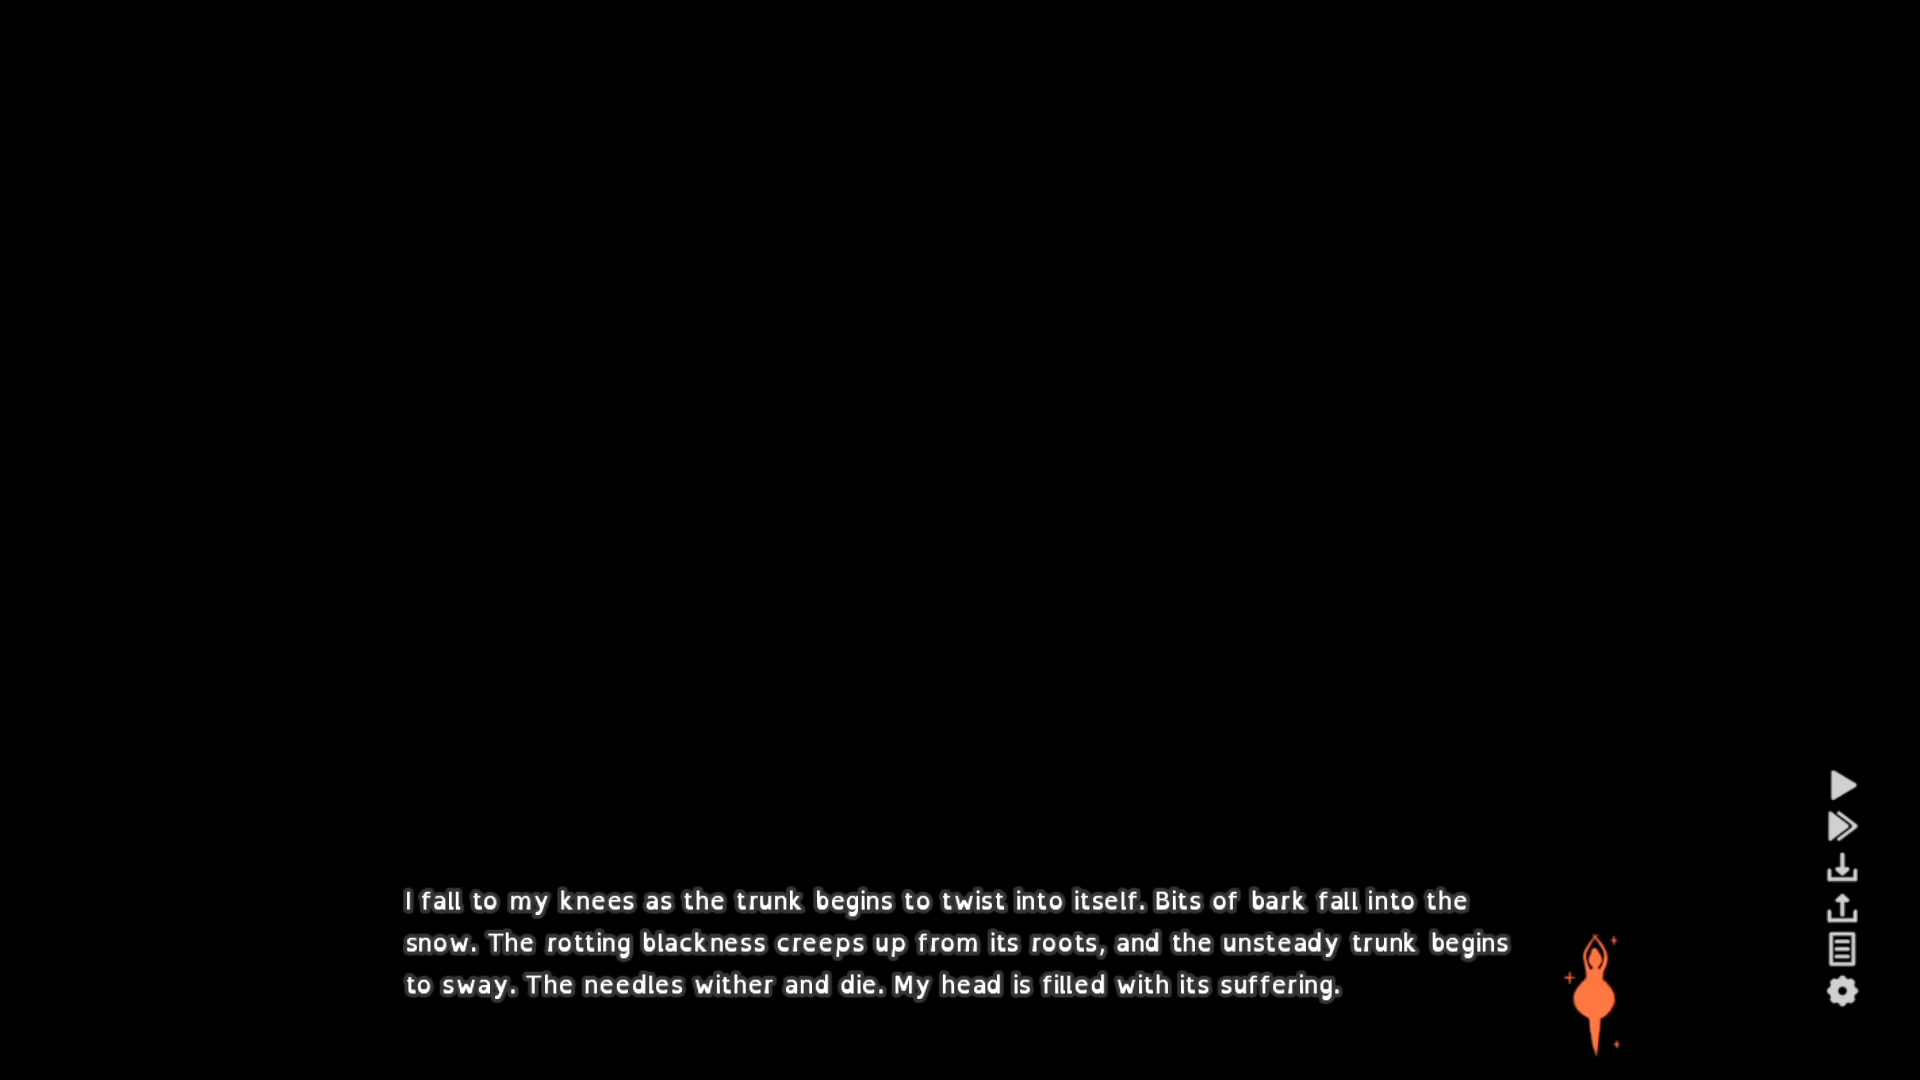 I fall to my knees as the trunk begins to twist into itself. Bits of bark fall into the
snow. The rotting blackness creeps up from its roots, and the unsteady trunk begins
to sway. The needles wither and die. My head is filled with its suffering.